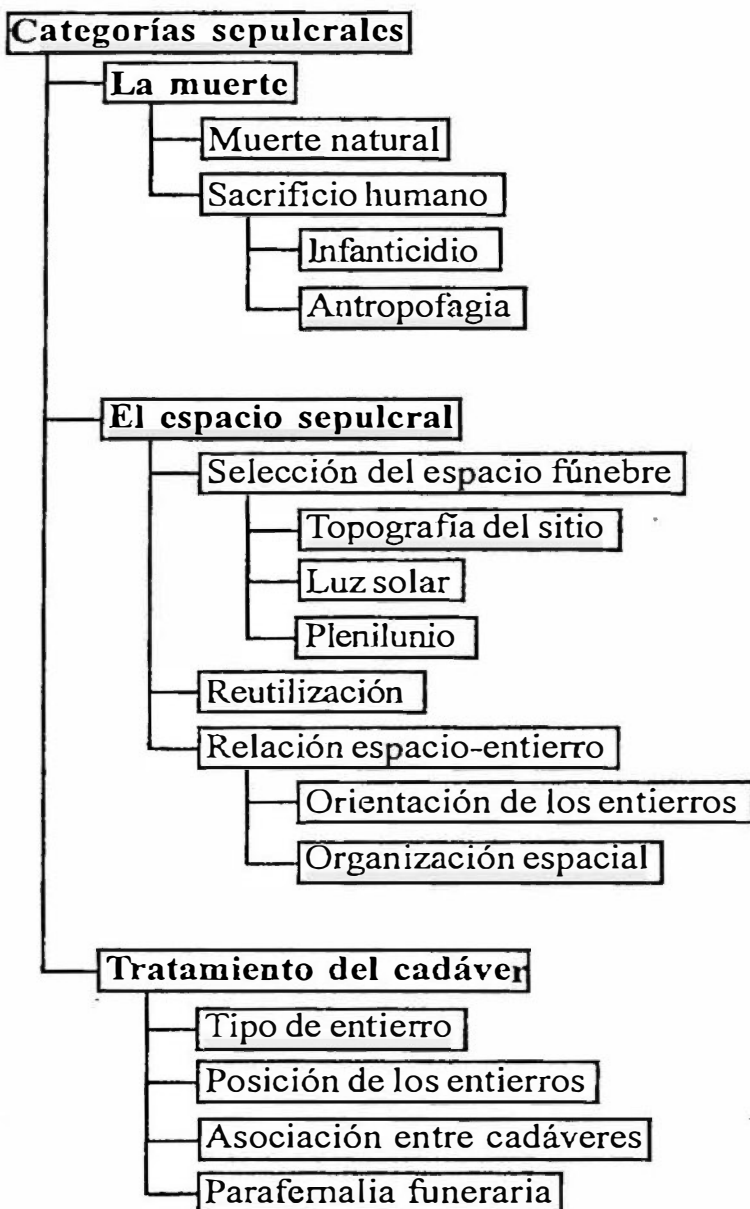 Categorías sepulcrales
La muerte
Muerte natural
Sacrificio humano
Infanticidio
Antropofagia
El espacio sepulcral
Selección del espacio fúnebre
Topografía del sitio
Luz solar
Plenilunio
Reutilización
Relación espacio-entierro
Orientación de los entierros
Organización espacial
Tratamiento del cadáver
Tipo de entierro
Posición de los entierros
Asociación entre cadáveres
Parafernalia funeraria